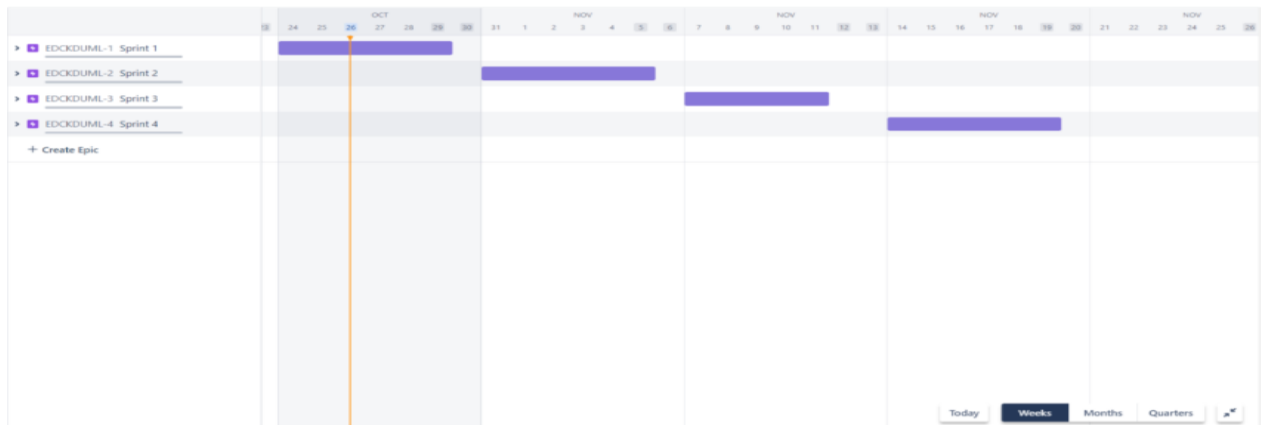 OCT NOV NOV NOV NOV
23 24 25 26 27 28 29 30 31 1 2 3 4 5 6 7 8 9 10 11 12 13 14 15 16 17 18 19 20 21 22 23 24 25 26
EDCKDUML-1 Sprint 1
EDCKDUML-2 Sprint 2
EDCKDUML-3 Sprint 3
EDCKDUML-4 Sprint 4
+ Create Epic
Today Weeks Months Quarters